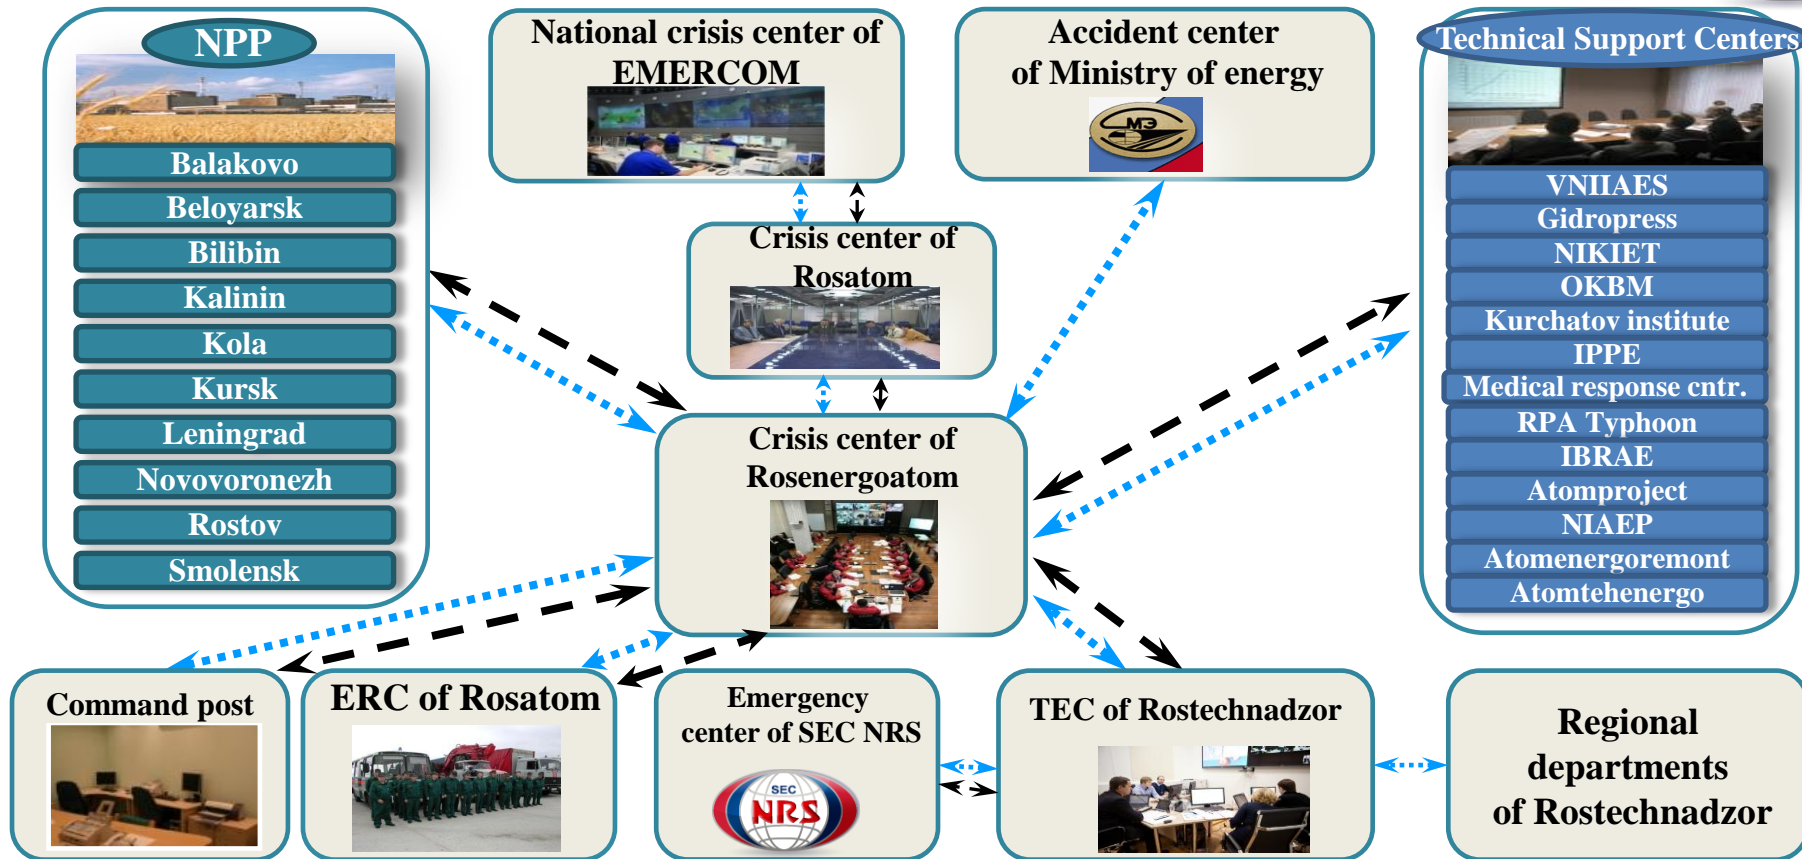 NPP
Balakovo
Beloyarsk
Bilibin
Kalinin
Kola
Kursk
Leningrad
Novovoronezh
Rostov
Smolensk
National crisis center of
EMERCOM
Accident center
of Ministry of energy
МЭ
Technical Support Centers
VNIIAES
Gidropress
NIKIET
OKBM
Kurchatov institute
IPPE
Medical response cntr.
RPA Typhoon
IBRAE
Atomproject
NIAEP
Atomenergoremont
Atomtehenergo
Crisis center of
Rosatom
Crisis center of
Rosenergoatom
Command post
ERC of Rosatom
Emergency
center of SEC NRS
SEC
NRS
TEC of Rostechnadzor
Regional
departments
of Rostechnadzor